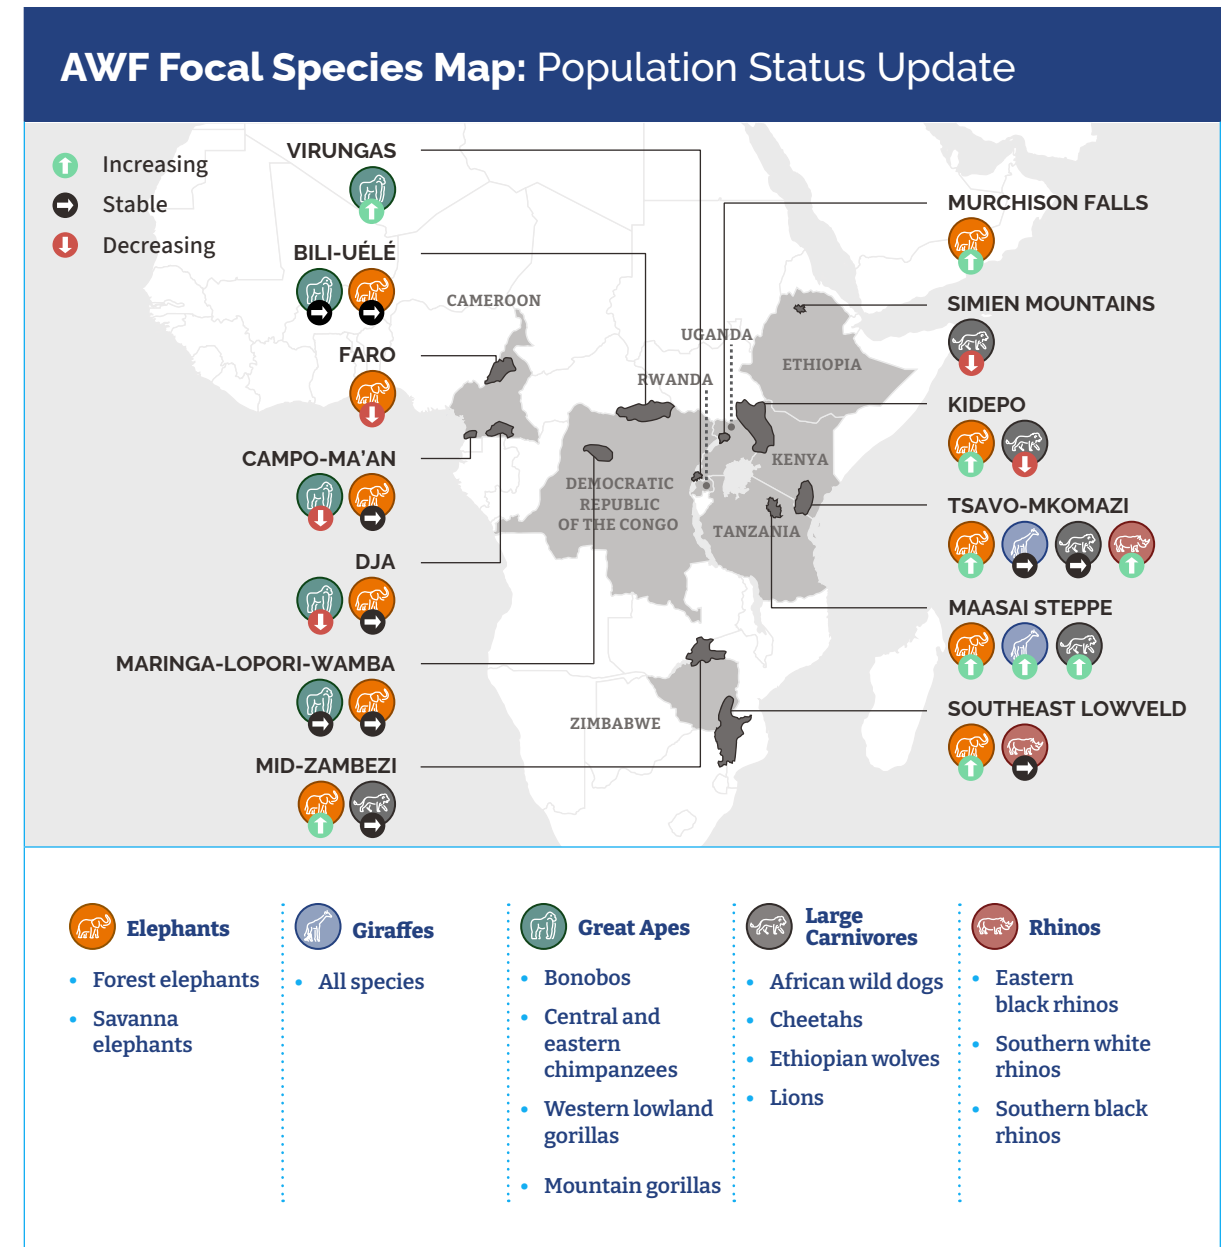 AWF Focal Species Map: Population Status Update
Increasing
Stable
Decreasing
VIRUNGAS
BILI-UÉLÉ
FARO
CAMPO-MA’AN
DJA
MARINGA-LOPORI-WAMBA
MID-ZAMBEZI
CAMEROON
UGANDA
RWANDA
ETHIOPIA
KENYA
DEMOCRATIC
REPUBLIC
OF THE CONGO
TANZANIA
ZIMBABWE
MURCHISON FALLS
SIMIEN MOUNTAINS
KIDEPO
TSAVO-MKOMAZI
MAASAI STEPPE
SOUTHEAST LOWVELD
Elephants
• Forest elephants
• Savanna
elephants
Giraffes
• All species
Great Apes
• Bonobos
• Central and
eastern
chimpanzees
• Western lowland
gorillas
• Mountain gorillas
Large
Carnivores
• African wild dogs
• Cheetahs
• Ethiopian wolves
• Lions
Rhinos
• Eastern
black rhinos
• Southern white
rhinos
• Southern black
rhinos